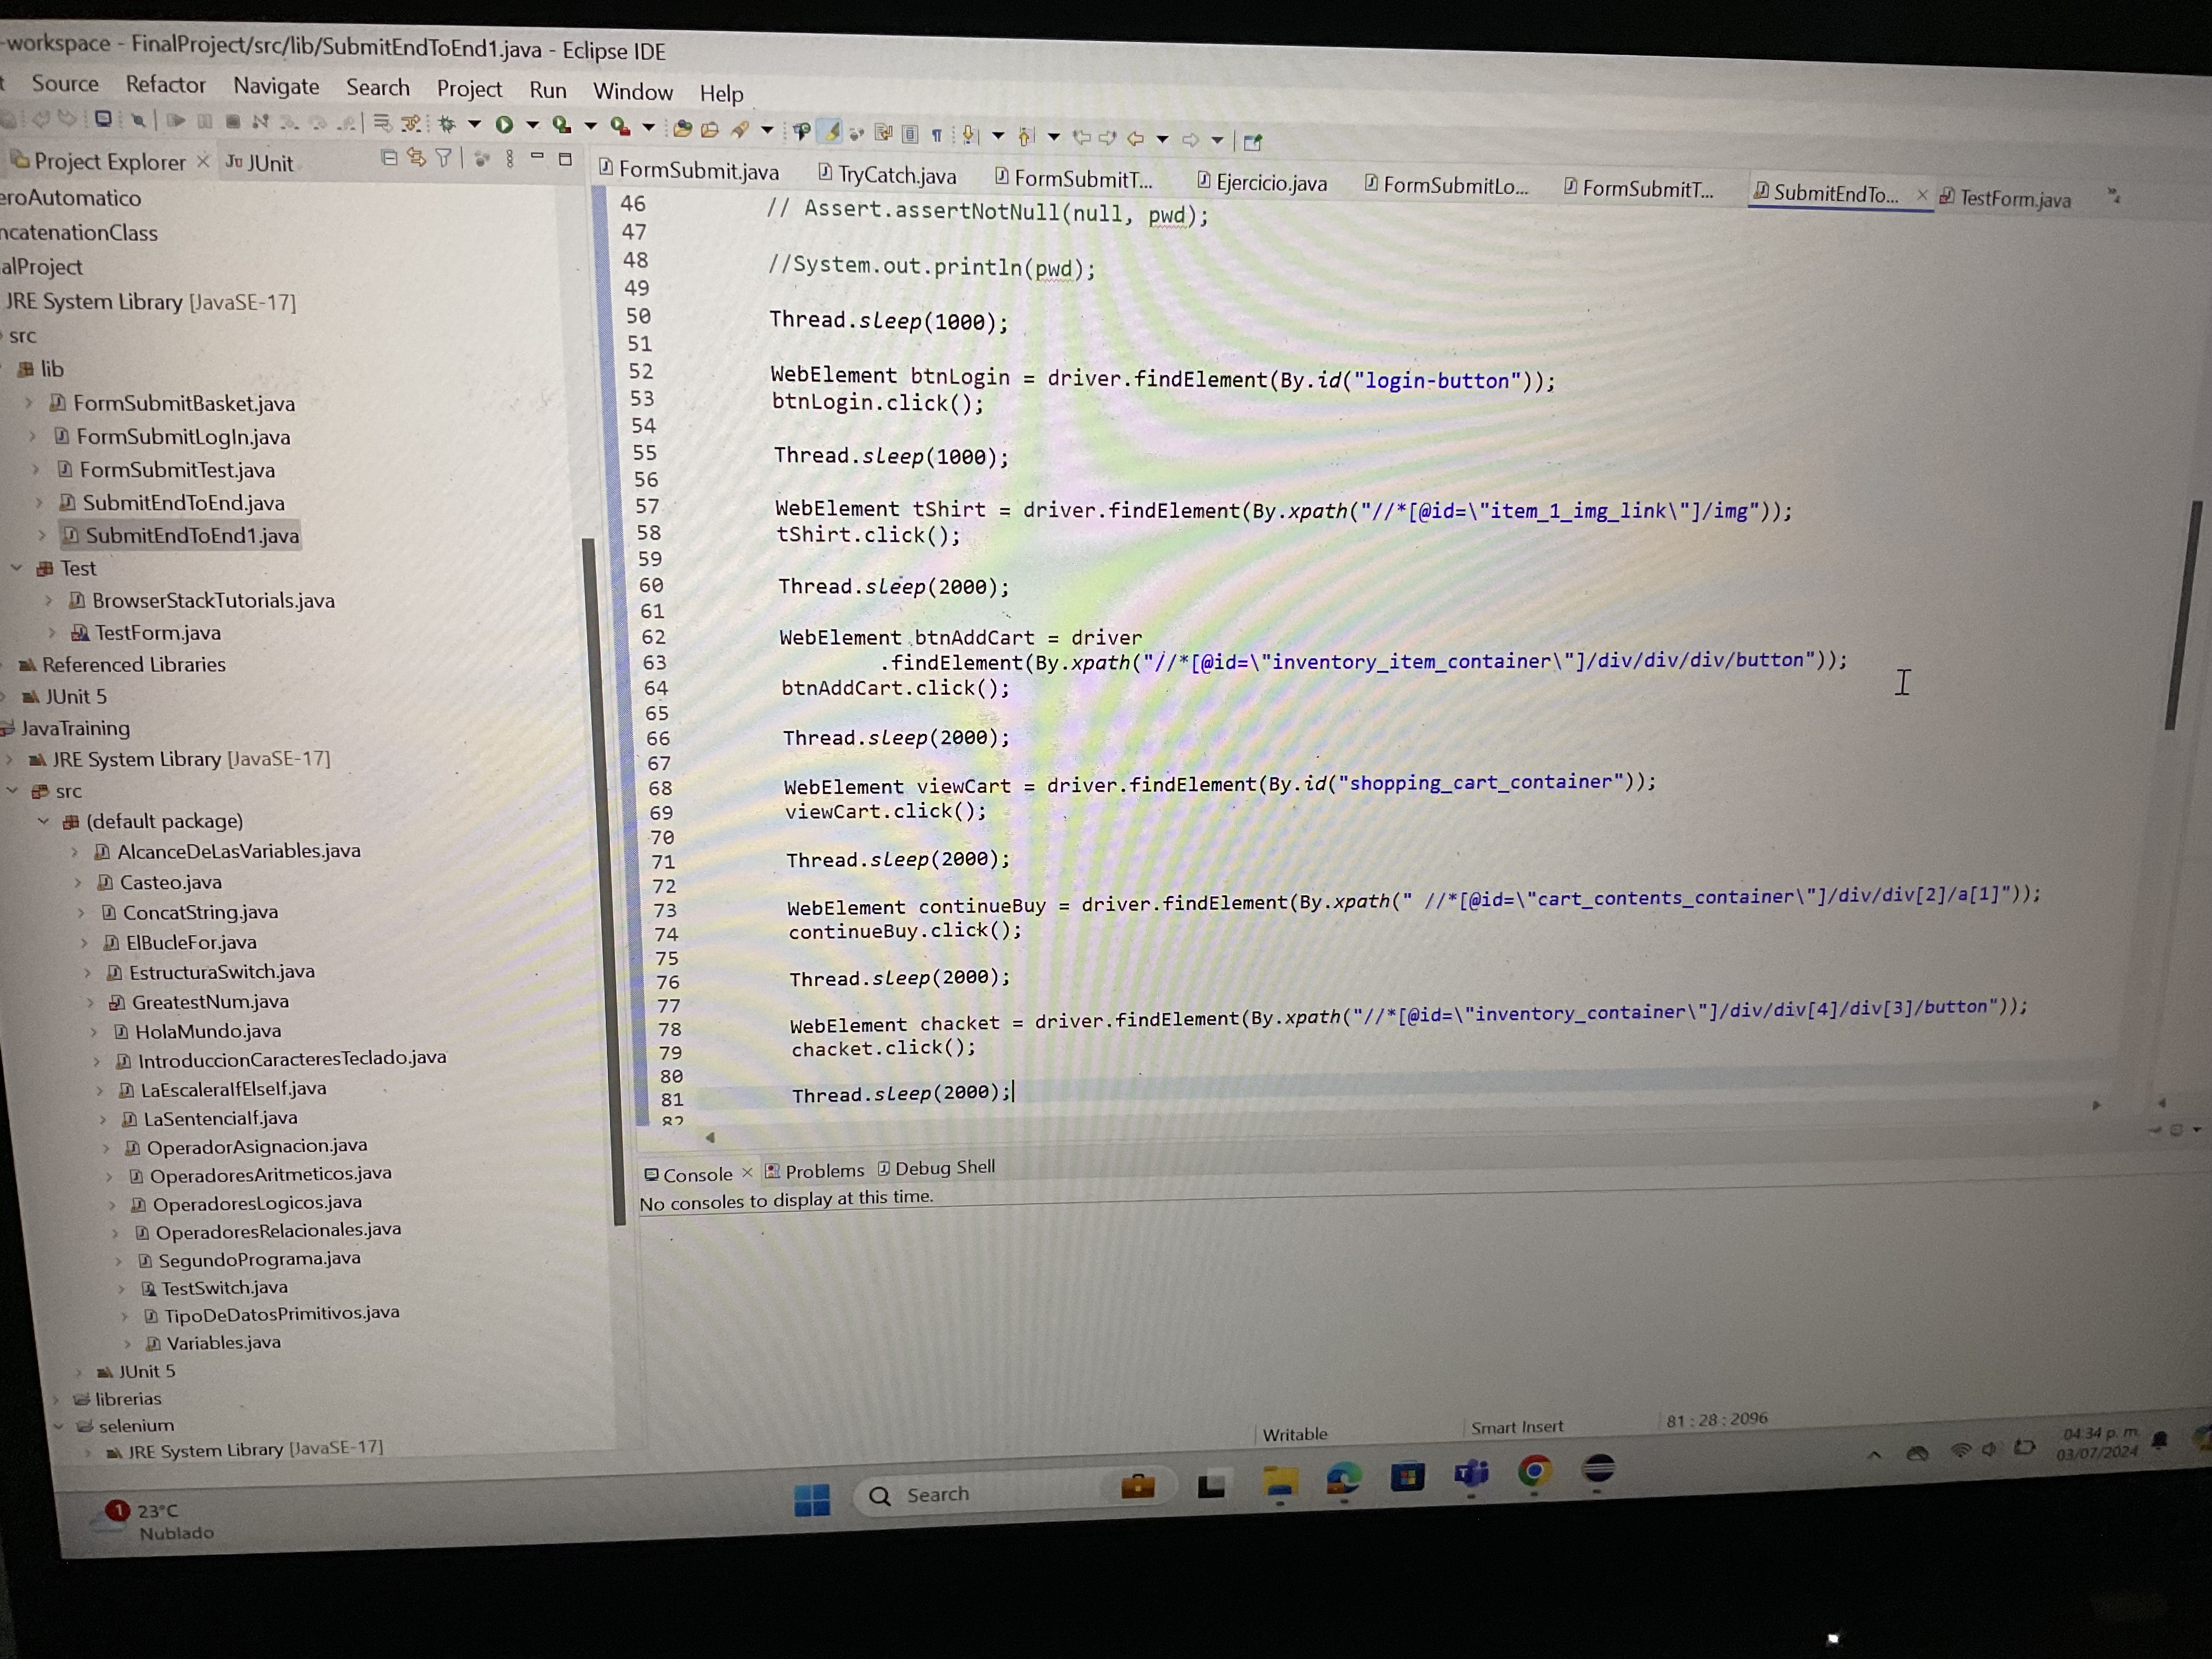 -workspace - FinalProject/src/lib/SubmitEndToEnd1.java - Eclipse IDE
t Source Refactor Navigate Search Project Run Window Help
Project Explorer × Ju JUnit
FormSubmit.java TryCatch.java FormSubmitT... Ejercicio.java FormSubmitLo... FormSubmitT... SubmitEndTo... × TestForm.java
eroAutomatico
ncatenationClass
alProject
JRE System Library [JavaSE-17]
src
lib
FormSubmitBasket.java
FormSubmitLogIn.java
FormSubmitTest.java
SubmitEndToEnd.java
SubmitEndToEnd1.java
Test
BrowserStackTutorials.java
TestForm.java
Referenced Libraries
JUnit 5
JavaTraining
JRE System Library [JavaSE-17]
src
(default package)
AlcanceDeLasVariables.java
Casteo.java
ConcatString.java
ElBucleFor.java
EstructuraSwitch.java
GreatestNum.java
HolaMundo.java
IntroduccionCaracteresTeclado.java
LaEscaleraIfElseIf.java
LaSentenciaIf.java
OperadorAsignacion.java
OperadoresAritmeticos.java
OperadoresLogicos.java
OperadoresRelacionales.java
SegundoPrograma.java
TestSwitch.java
TipoDeDatosPrimitivos.java
Variables.java
JUnit 5
librerias
selenium
JRE System Library [JavaSE-17]
46 // Assert.assertNotNull(null, pwd);
47
48 //System.out.println(pwd);
49
50 Thread.sleep(1000);
51
52 WebElement btnLogin = driver.findElement(By.id("login-button"));
53 btnLogin.click();
54
55 Thread.sleep(1000);
56
57 WebElement tShirt = driver.findElement(By.xpath("//*[@id=\"item_1_img_link\"]/img"));
58 tShirt.click();
59
60 Thread.sleep(2000);
61
62 WebElement btnAddCart = driver
63 .findElement(By.xpath("//*[@id=\"inventory_item_container\"]/div/div/div/button"));
64 btnAddCart.click();
65
66 Thread.sleep(2000);
67
68 WebElement viewCart = driver.findElement(By.id("shopping_cart_container"));
69 viewCart.click();
70
71 Thread.sleep(2000);
72
73 WebElement continueBuy = driver.findElement(By.xpath(" //*[@id=\"cart_contents_container\"]/div/div[2]/a[1]"));
74 continueBuy.click();
75
76 Thread.sleep(2000);
77
78 WebElement chacket = driver.findElement(By.xpath("//*[@id=\"inventory_container\"]/div/div[4]/div[3]/button"));
79 chacket.click();
80
81 Thread.sleep(2000);
82
Console × Problems Debug Shell
No consoles to display at this time.
Writable Smart Insert 81 : 28 : 2096
1 23°C
Nublado
Search
04:34 p. m.
03/07/2024